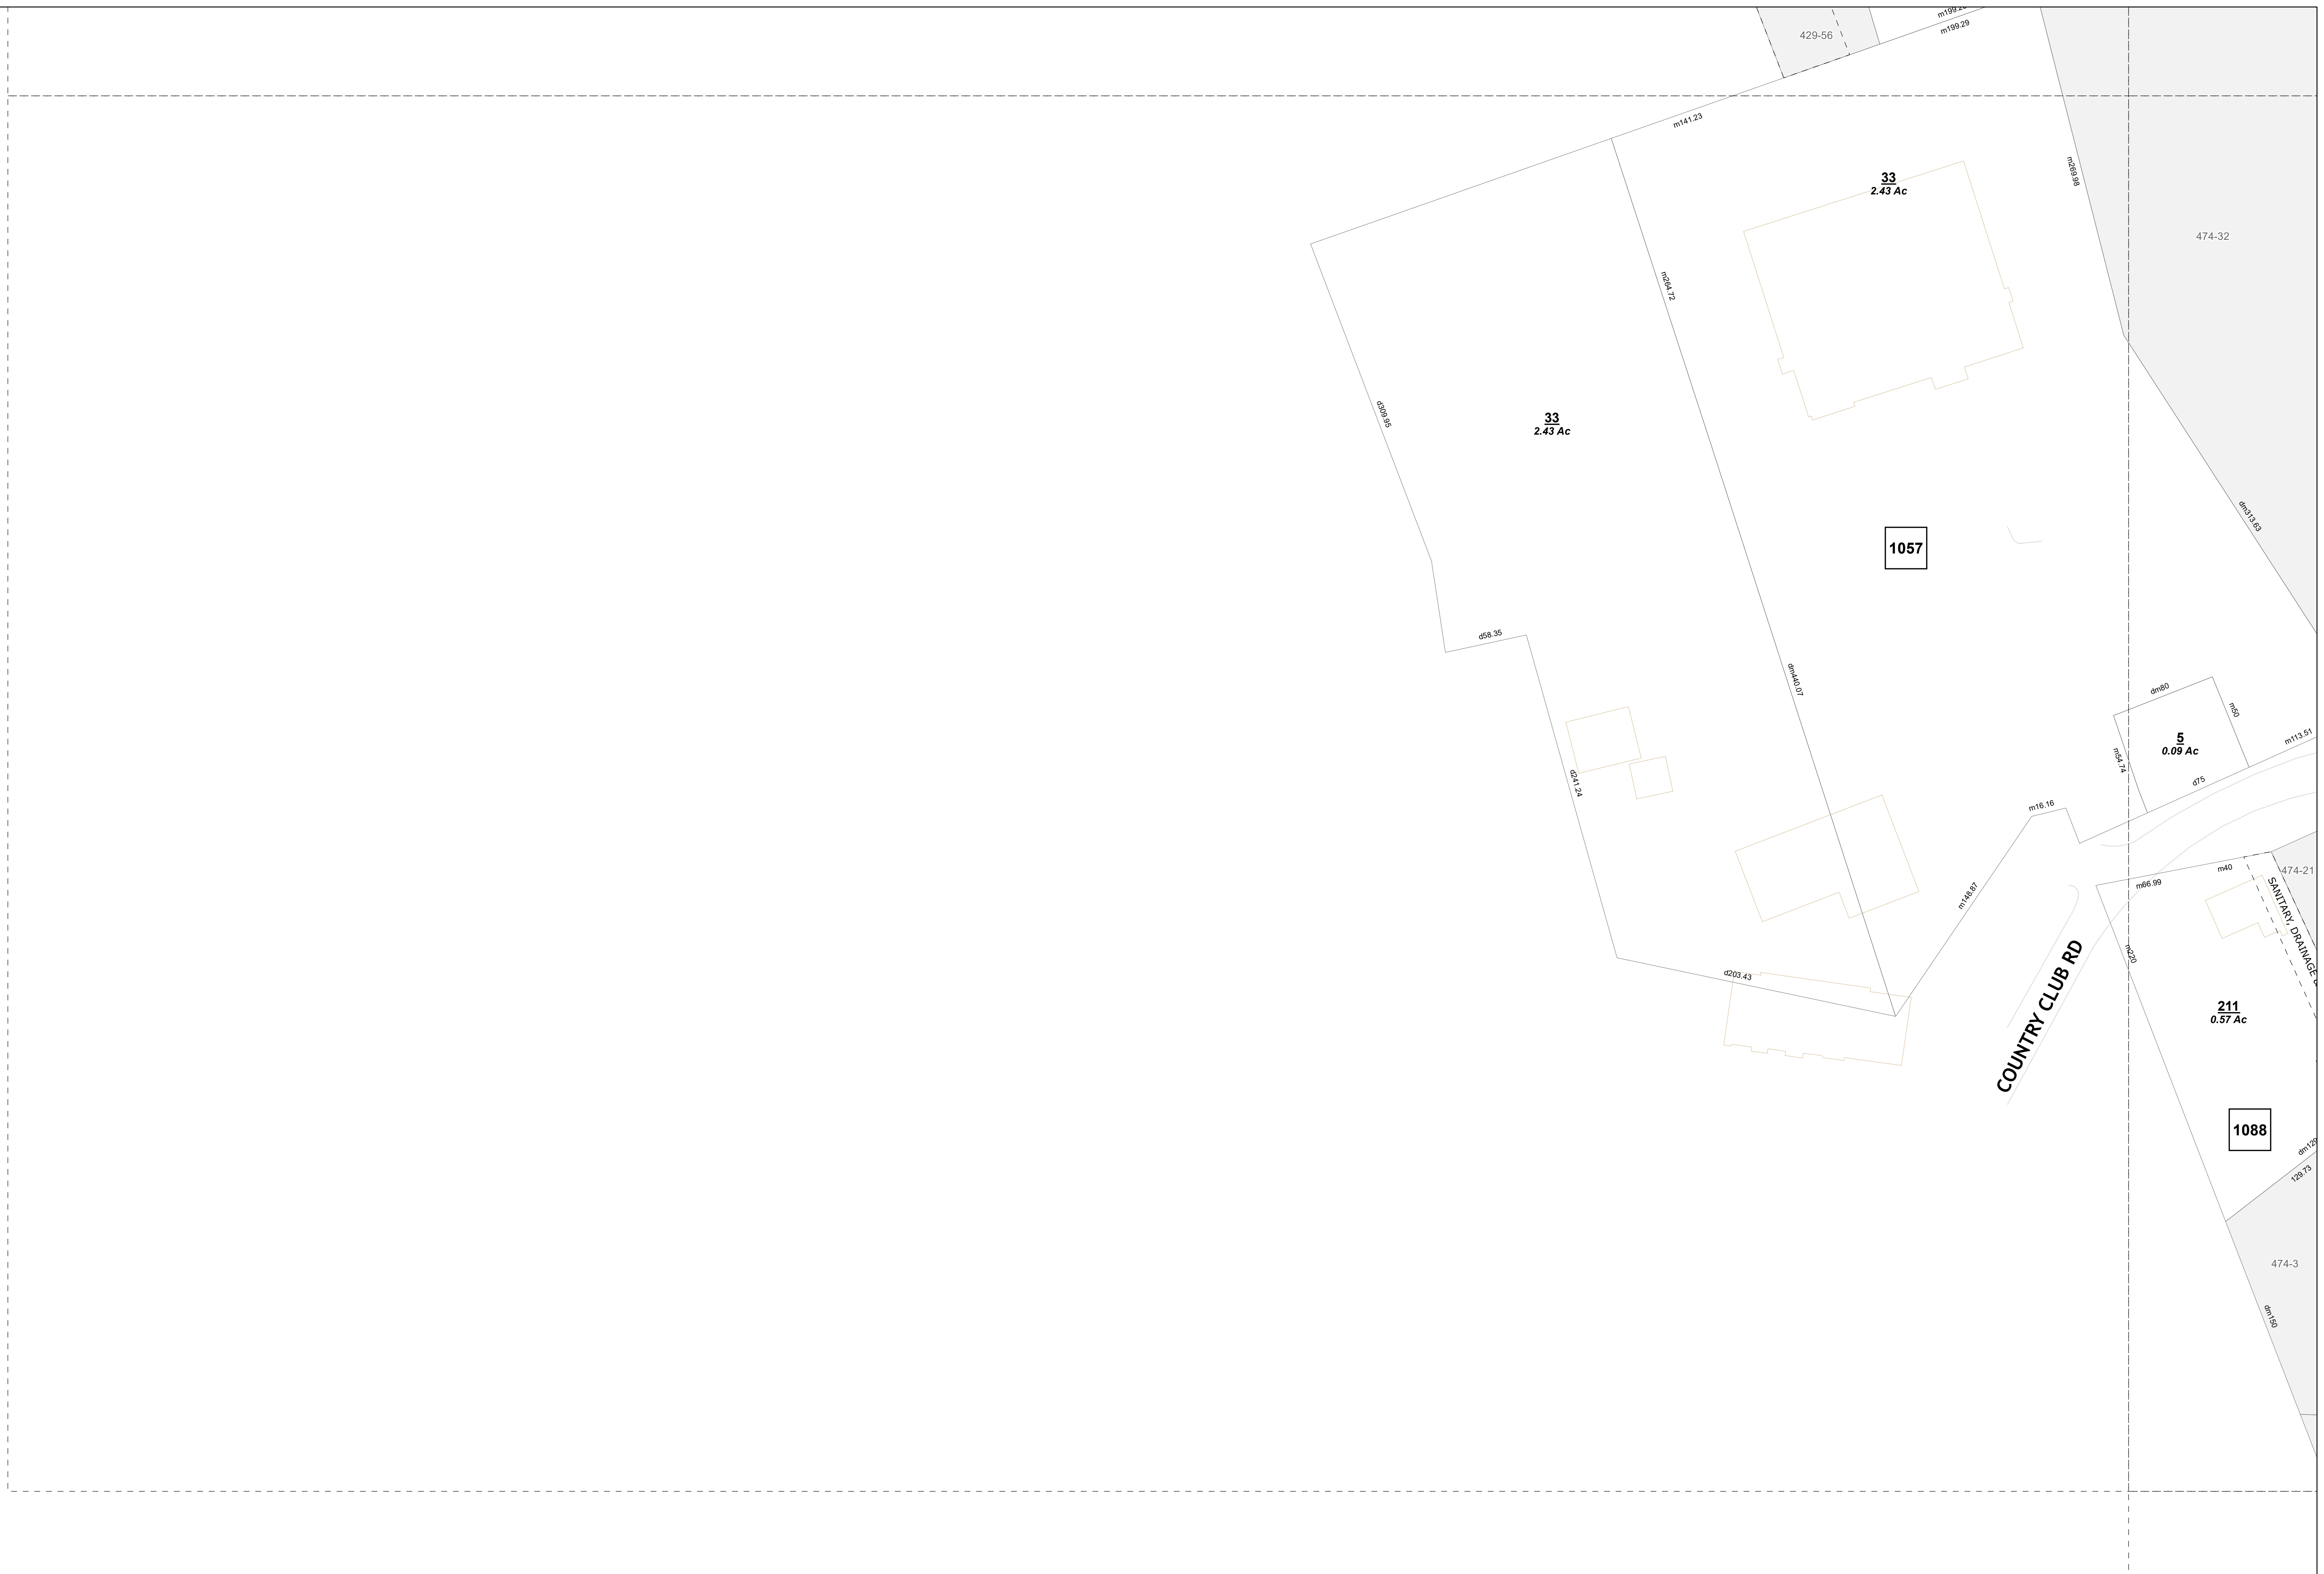 m199.29
429-56
m141.23
m269.98
33
2.43 Ac
474-32
m264.72
33
2.43 Ac
d309.95
dm313.63
1057
d58.35
dm440.07
dm80
m50
5
0.09 Ac
m54.74
m113.51
d75
d241.24
m16.16
m40
474-21
m66.99
m148.87
SANITARY, DRAINAGE
m220
d203.43
COUNTRY CLUB RD
211
0.57 Ac
1088
129.73
474-3
dm150